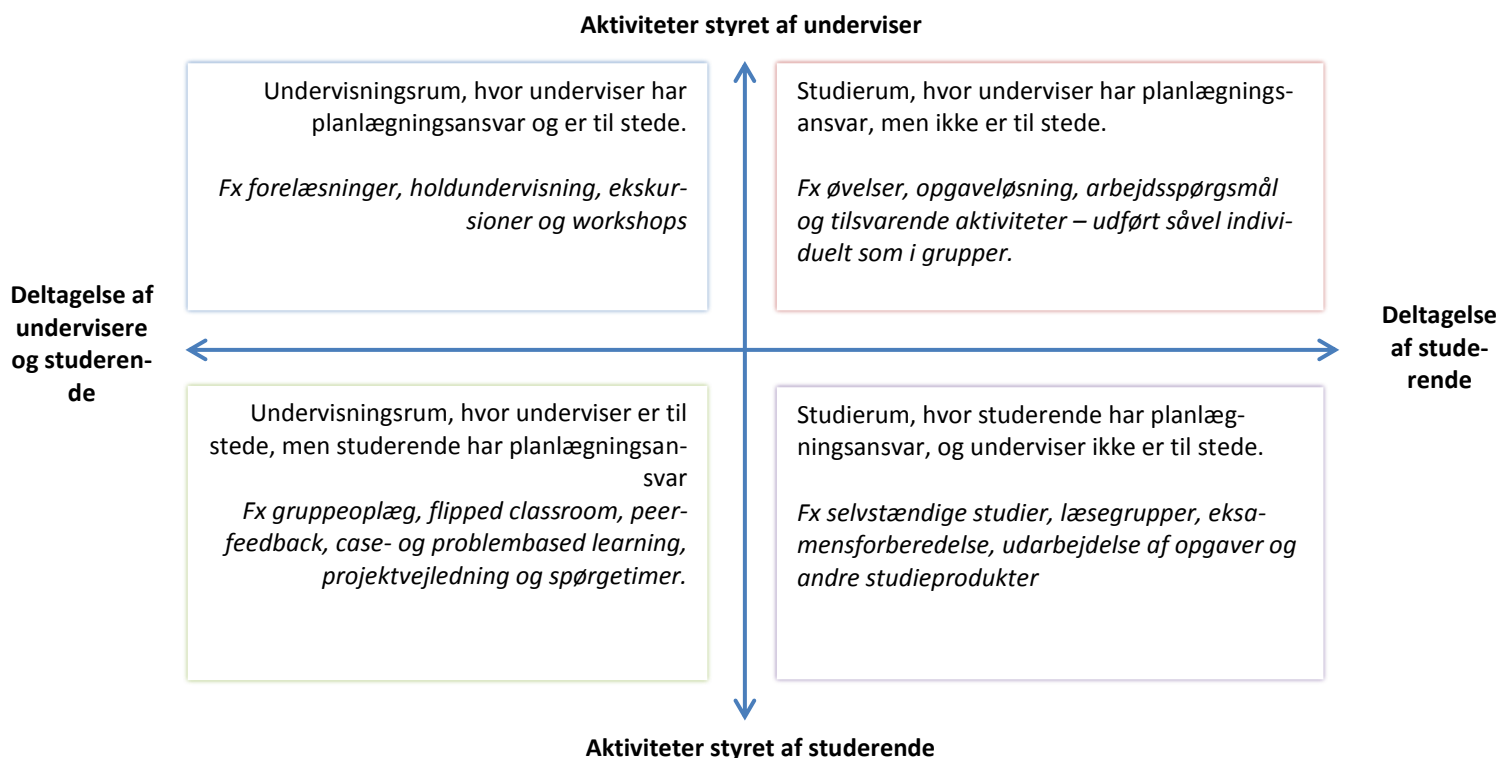 Aktiviteter styret af underviser
Undervisningsrum, hvor underviser har
planlægningsansvar og er til stede.
Fx forelæsninger, holdundervisning, ekskur-
sioner og workshops
Studierum, hvor underviser har planlægnings-
ansvar, men ikke er til stede.
Fx øvelser, opgaveløsning, arbejdsspørgsmål
og tilsvarende aktiviteter – udført såvel indivi-
duelt som i grupper.
Deltagelse af
undervisere
og studeren-
de
Deltagelse
af stude-
rende
Undervisningsrum, hvor underviser er til
stede, men studerende har planlægningsan-
svar
Fx gruppeoplæg, flipped classroom, peer-
feedback, case- og problembased learning,
projektvejledning og spørgetimer.
Studierum, hvor studerende har planlæg-
ningsansvar, og underviser ikke er til stede.
Fx selvstændige studier, læsegrupper, eksa-
mensforberedelse, udarbejdelse af opgaver og
andre studieprodukter
Aktiviteter styret af studerende